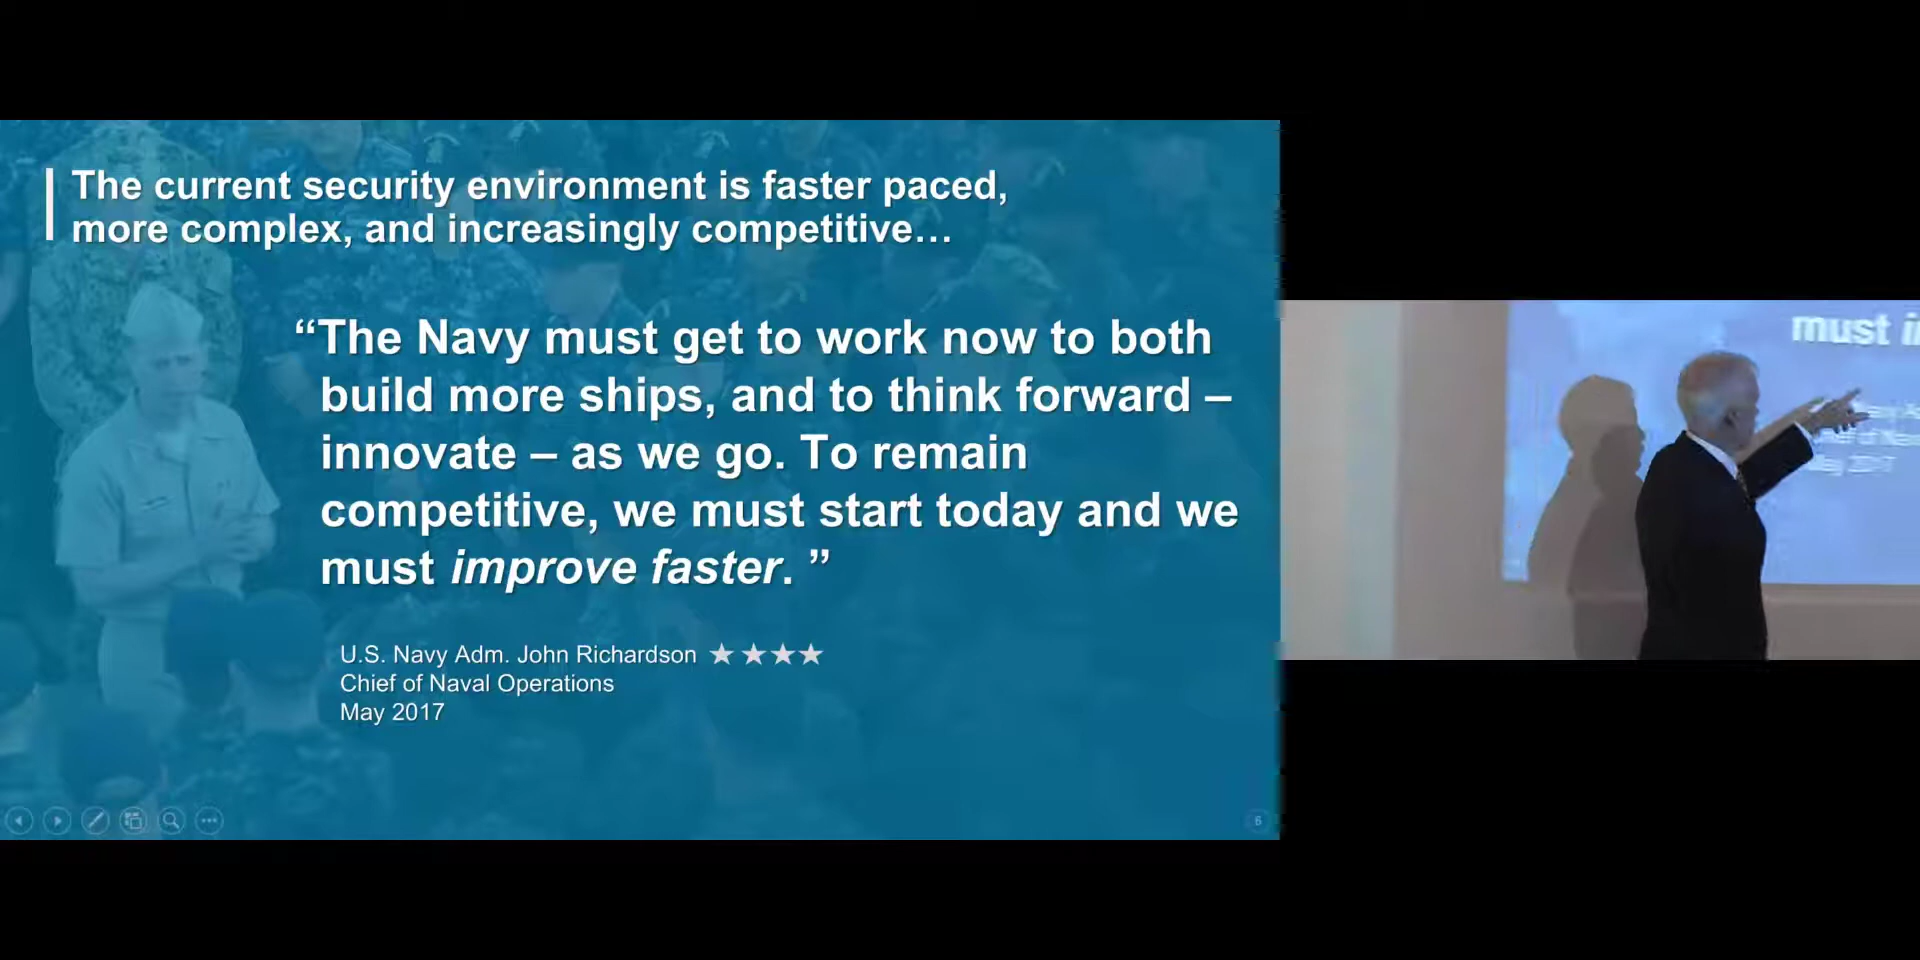 The current security environment is faster paced,
more complex, and increasingly competitive…
“The Navy must get to work now to both
build more ships, and to think forward –
innovate – as we go. To remain
competitive, we must start today and we
must improve faster. ”
U.S. Navy Adm. John Richardson ★ ★ ★ ★
Chief of Naval Operations
May 2017
6
must i